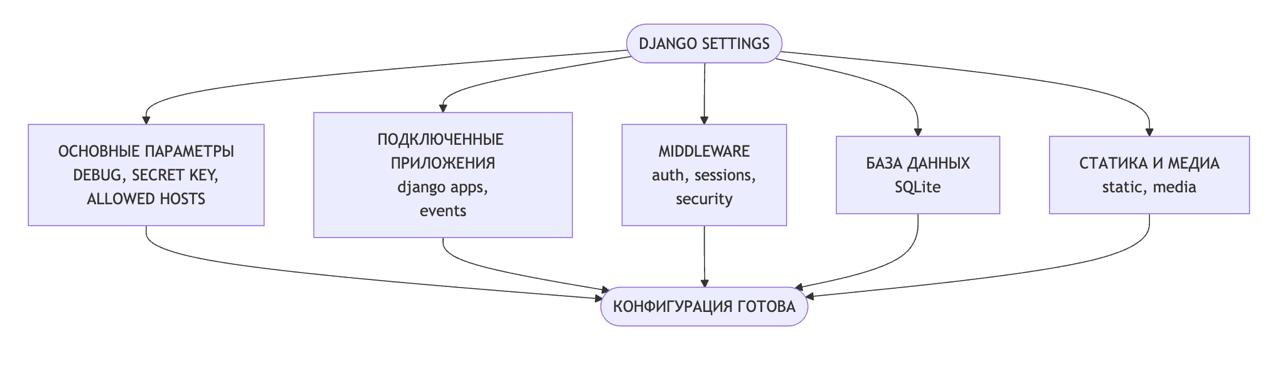 DJANGO SETTINGS
ОСНОВНЫЕ ПАРАМЕТРЫ
DEBUG, SECRET KEY,
ALLOWED HOSTS
ПОДКЛЮЧЕННЫЕ
ПРИЛОЖЕНИЯ
django apps,
events
MIDDLEWARE
auth, sessions,
security
БАЗА ДАННЫХ
SQLite
СТАТИКА И МЕДИА
static, media
КОНФИГУРАЦИЯ ГОТОВА